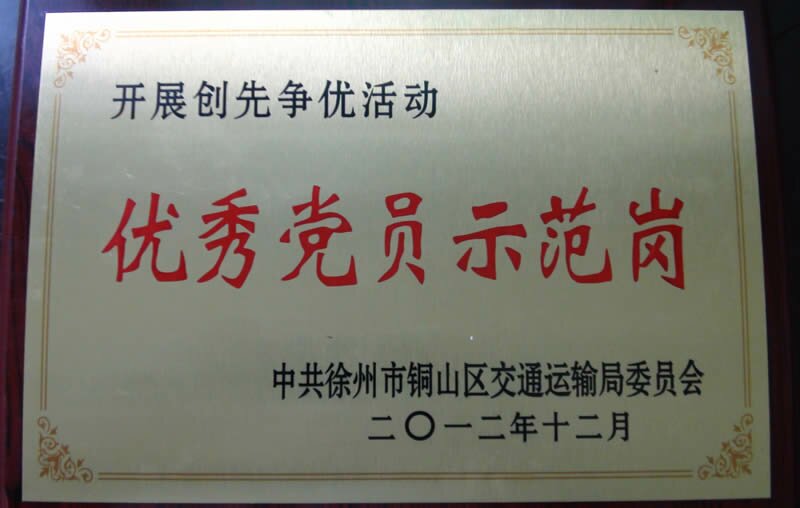 开展创先争优活动
优秀党员示范岗
中共徐州市铜山区交通运输局委员会
二〇一二年十二月